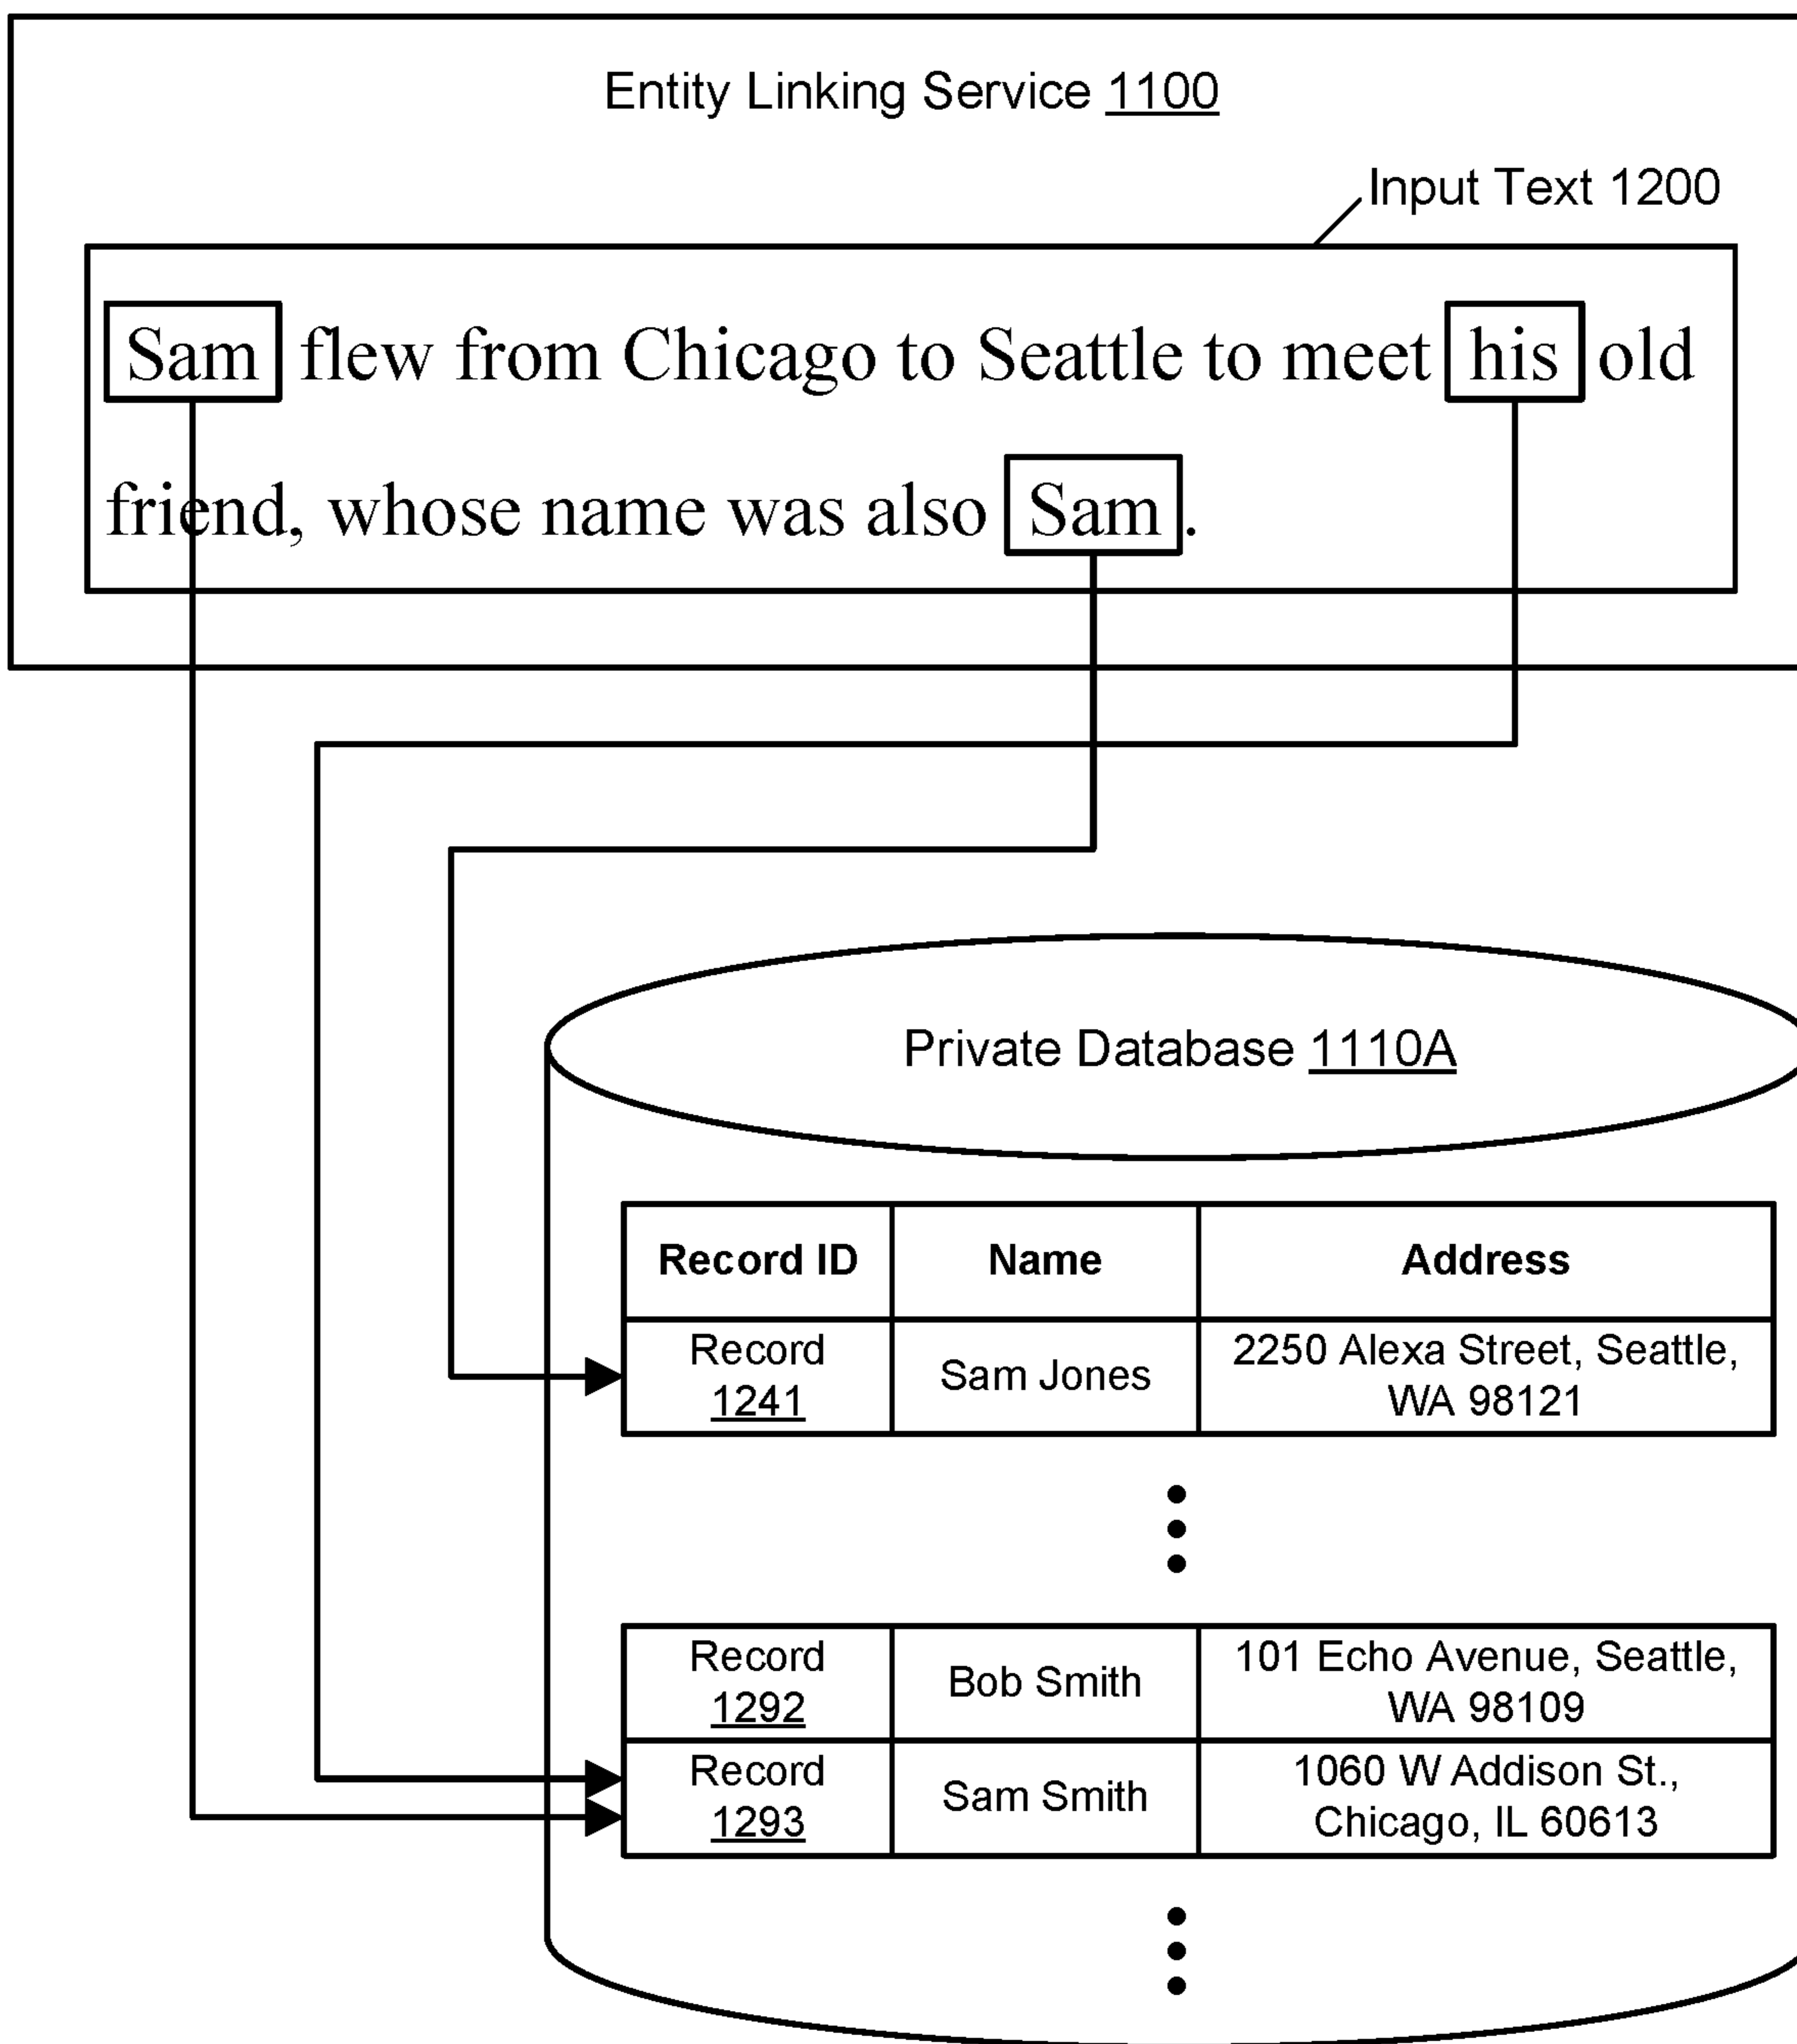 Entity Linking Service 1100
Input Text 1200
Sam flew from Chicago to Seattle to meet his old
friend, whose name was also Sam.
Private Database 1110A
Record ID Name Address
Record 1241 Sam Jones 2250 Alexa Street, Seattle, WA 98121
Record 1292 Bob Smith 101 Echo Avenue, Seattle, WA 98109
Record 1293 Sam Smith 1060 W Addison St., Chicago, IL 60613